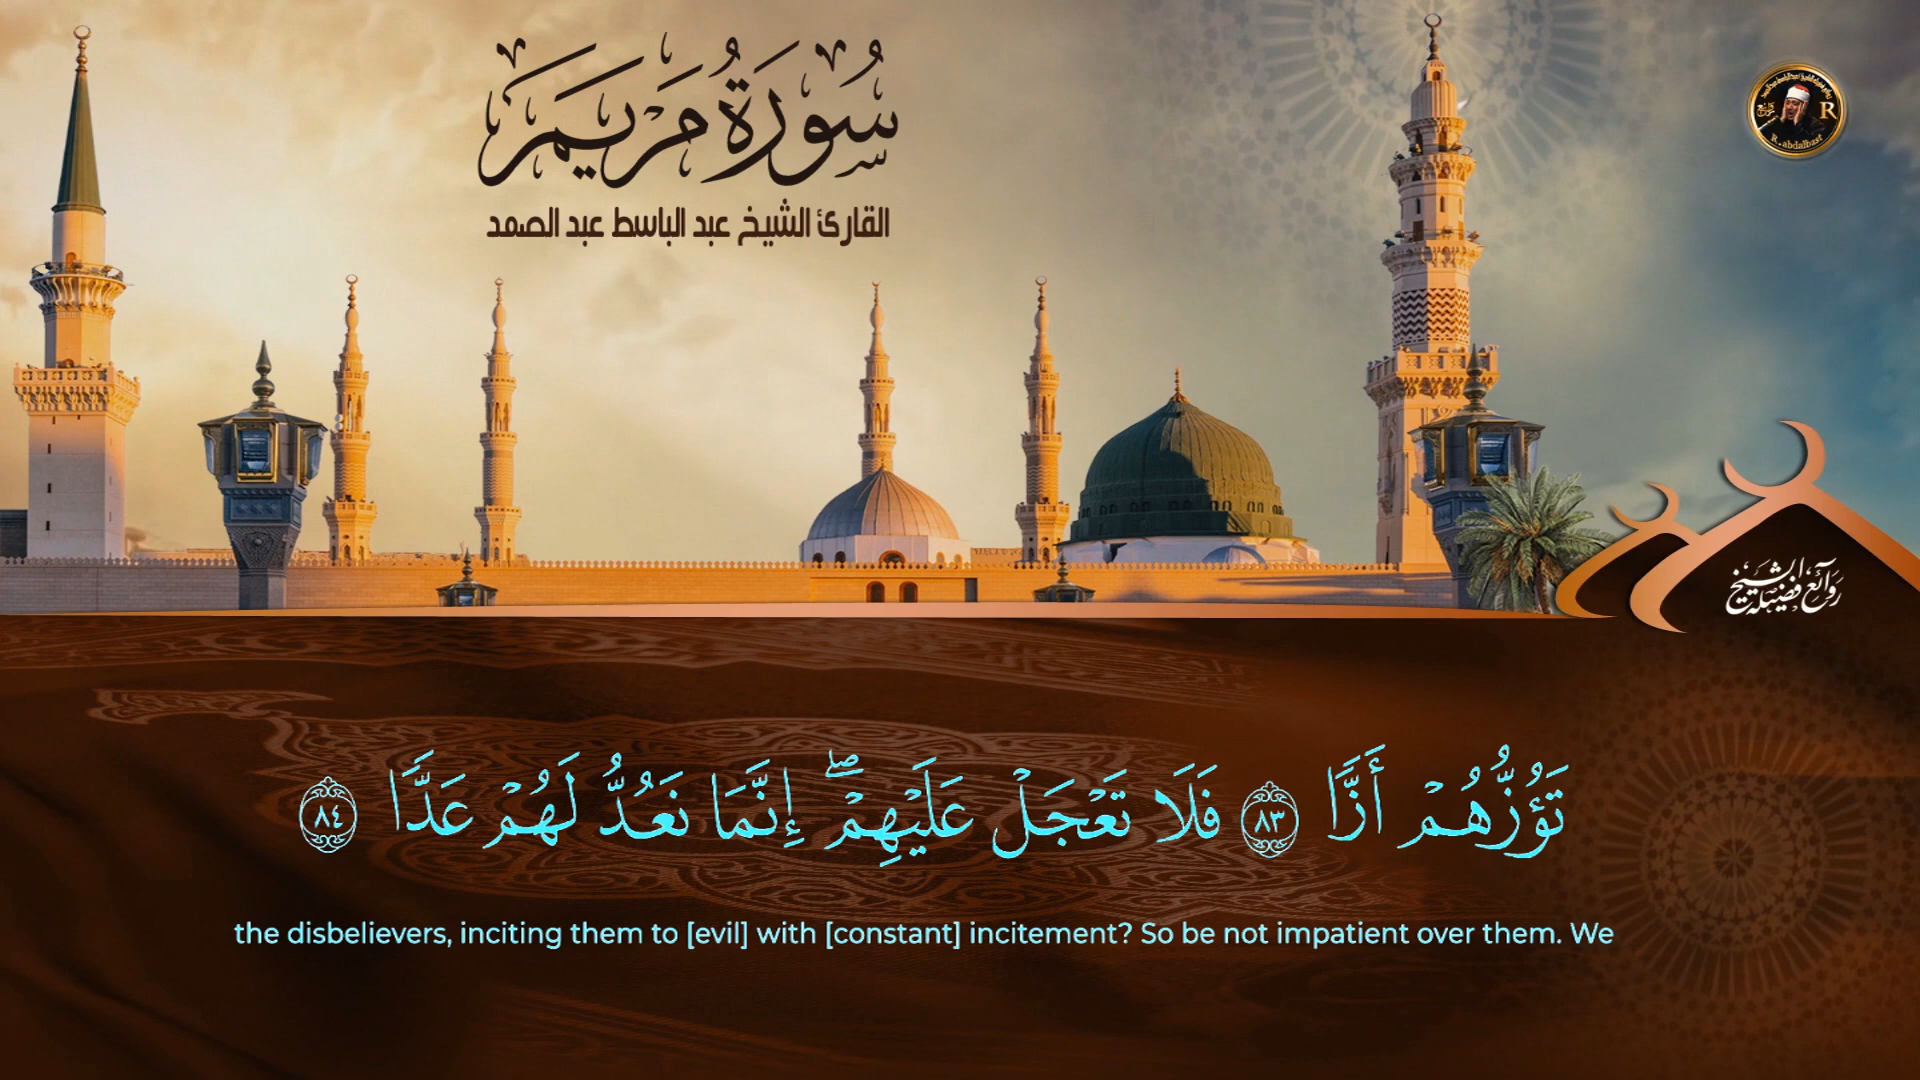 سُورَةُ مَرْيَمَ
القارئ الشيخ عبد الباسط عبد الصمد
R
R.abdalbast
روائع فضيلة الشيخ
تَؤُزُّهُمْ أَزًّا ٨٣ فَلَا تَعْجَلْ عَلَيْهِمْ ۖ إِنَّمَا نَعُدُّ لَهُمْ عَدًّا ٨٤
the disbelievers, inciting them to [evil] with [constant] incitement? So be not impatient over them. We